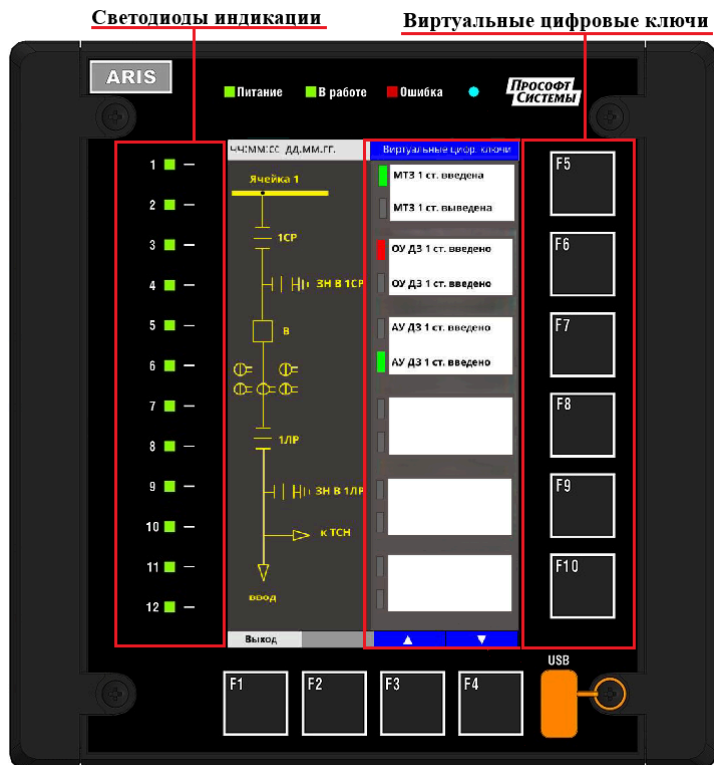 Светодиоды индикации
Виртуальные цифровые ключи
ARIS
Питание
В работе
Ошибка
Прософт
Системы
чч:мм:сс дд.мм.гг.
Виртуальные цифр. ключи
1
2
3
4
5
6
7
8
9
10
11
12
Ячейка 1
1СР
ЗН В 1СР
В
1ЛР
ЗН В 1ЛР
к ТСН
ввод
МТЗ 1 ст. введена
МТЗ 1 ст. выведена
ОУ ДЗ 1 ст. введено
ОУ ДЗ 1 ст. введено
АУ ДЗ 1 ст. введено
АУ ДЗ 1 ст. введено
F5
F6
F7
F8
F9
F10
Выход
USB
F1
F2
F3
F4